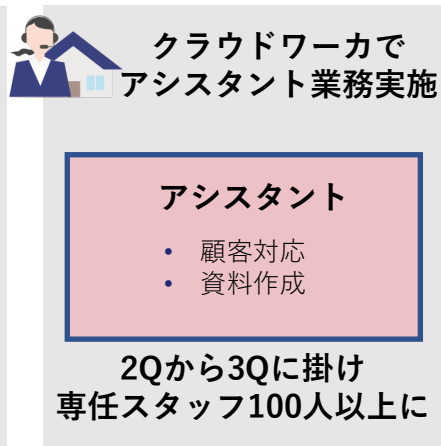 クラウドワーカで
アシスタント業務実施
アシスタント
• 顧客対応
• 資料作成
2Qから3Qに掛け
専任スタッフ100人以上に